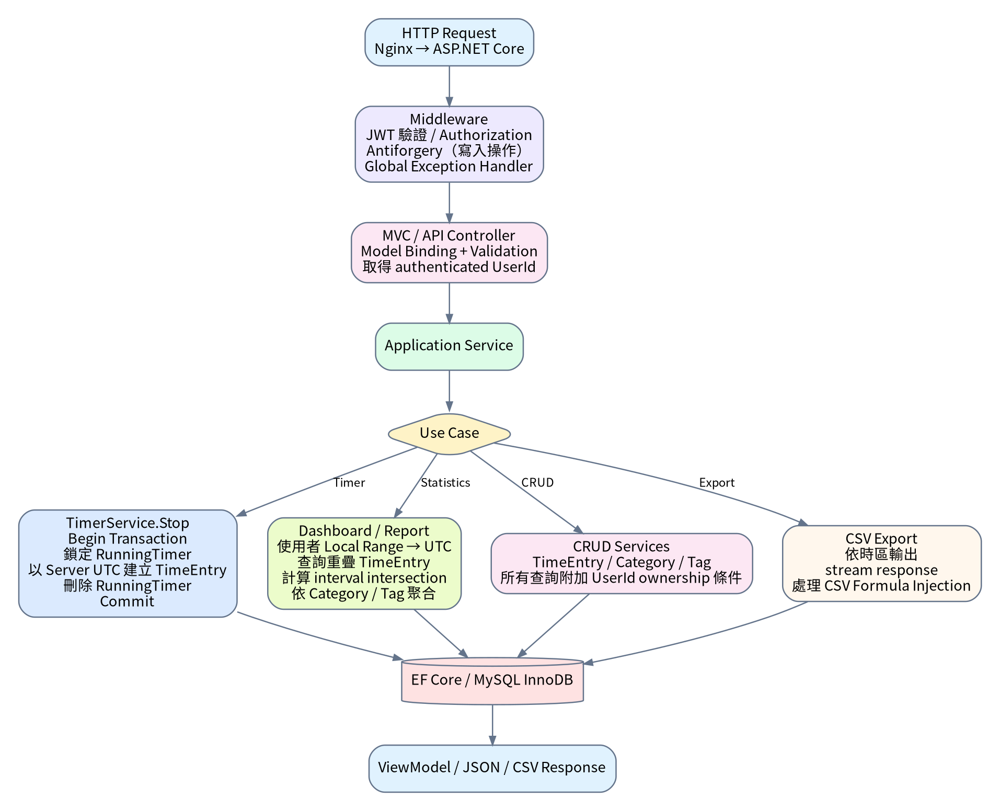 HTTP Request
Nginx → ASP.NET Core
Middleware
JWT 驗證 / Authorization
Antiforgery（寫入操作）
Global Exception Handler
MVC / API Controller
Model Binding + Validation
取得 authenticated UserId
Application Service
Use Case
Timer
Statistics
CRUD
Export
TimerService.Stop
Begin Transaction
鎖定 RunningTimer
以 Server UTC 建立 TimeEntry
刪除 RunningTimer
Commit
Dashboard / Report
使用者 Local Range → UTC
查詢重疊 TimeEntry
計算 interval intersection
依 Category / Tag 聚合
CRUD Services
TimeEntry / Category / Tag
所有查詢附加 UserId ownership 條件
CSV Export
依時區輸出
stream response
處理 CSV Formula Injection
EF Core / MySQL InnoDB
ViewModel / JSON / CSV Response